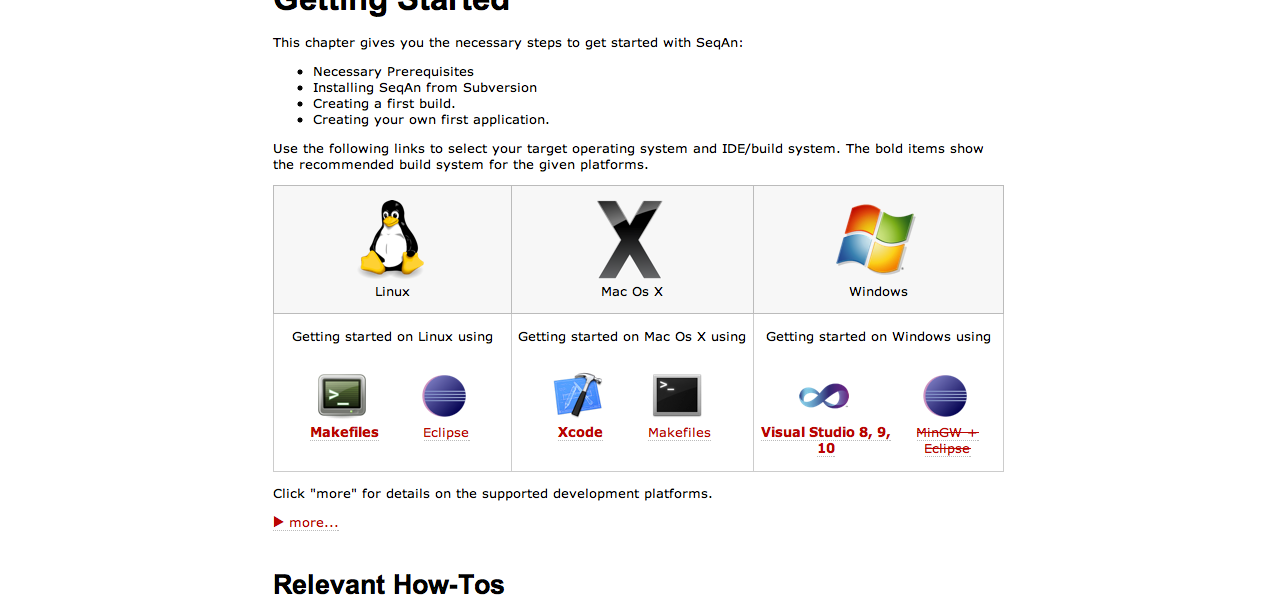 Getting Started
This chapter gives you the necessary steps to get started with SeqAn:
Necessary Prerequisites
Installing SeqAn from Subversion
Creating a first build.
Creating your own first application.
Use the following links to select your target operating system and IDE/build system. The bold items show
the recommended build system for the given platforms.
Linux
Mac Os X
Windows
Getting started on Linux using
Makefiles
Eclipse
Getting started on Mac Os X using
Xcode
Makefiles
Getting started on Windows using
Visual Studio 8, 9,
10
MinGW +
Eclipse
Click "more" for details on the supported development platforms.
more...
Relevant How-Tos